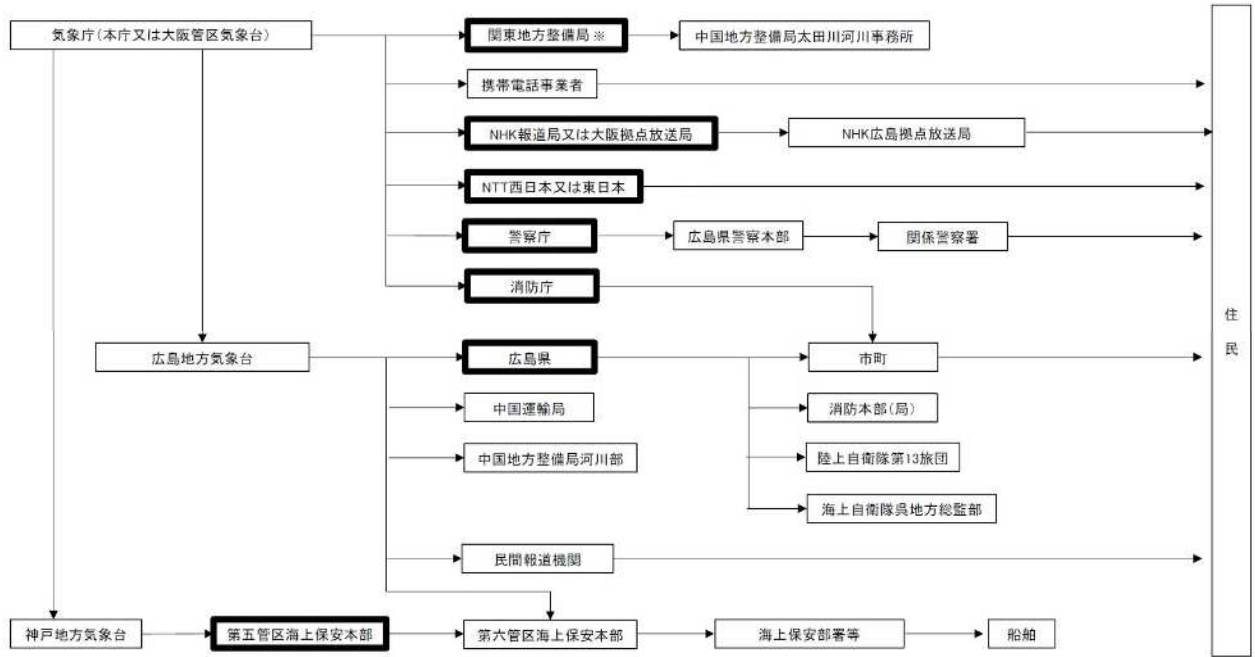 気象庁(本庁又は大阪管区気象台)
関東地方整備局※
中国地方整備局太田川河川事務所
携帯電話事業者
NHK報道局又は大阪拠点放送局
NHK広島拠点放送局
NTT西日本又は東日本
警察庁
広島県警察本部
関係警察署
消防庁
広島地方気象台
広島県
市町
中国運輸局
消防本部(局)
中国地方整備局河川部
陸上自衛隊第13旅団
海上自衛隊呉地方総監部
民間報道機関
神戸地方気象台
第五管区海上保安本部
第六管区海上保安本部
海上保安部署等
船舶
住民